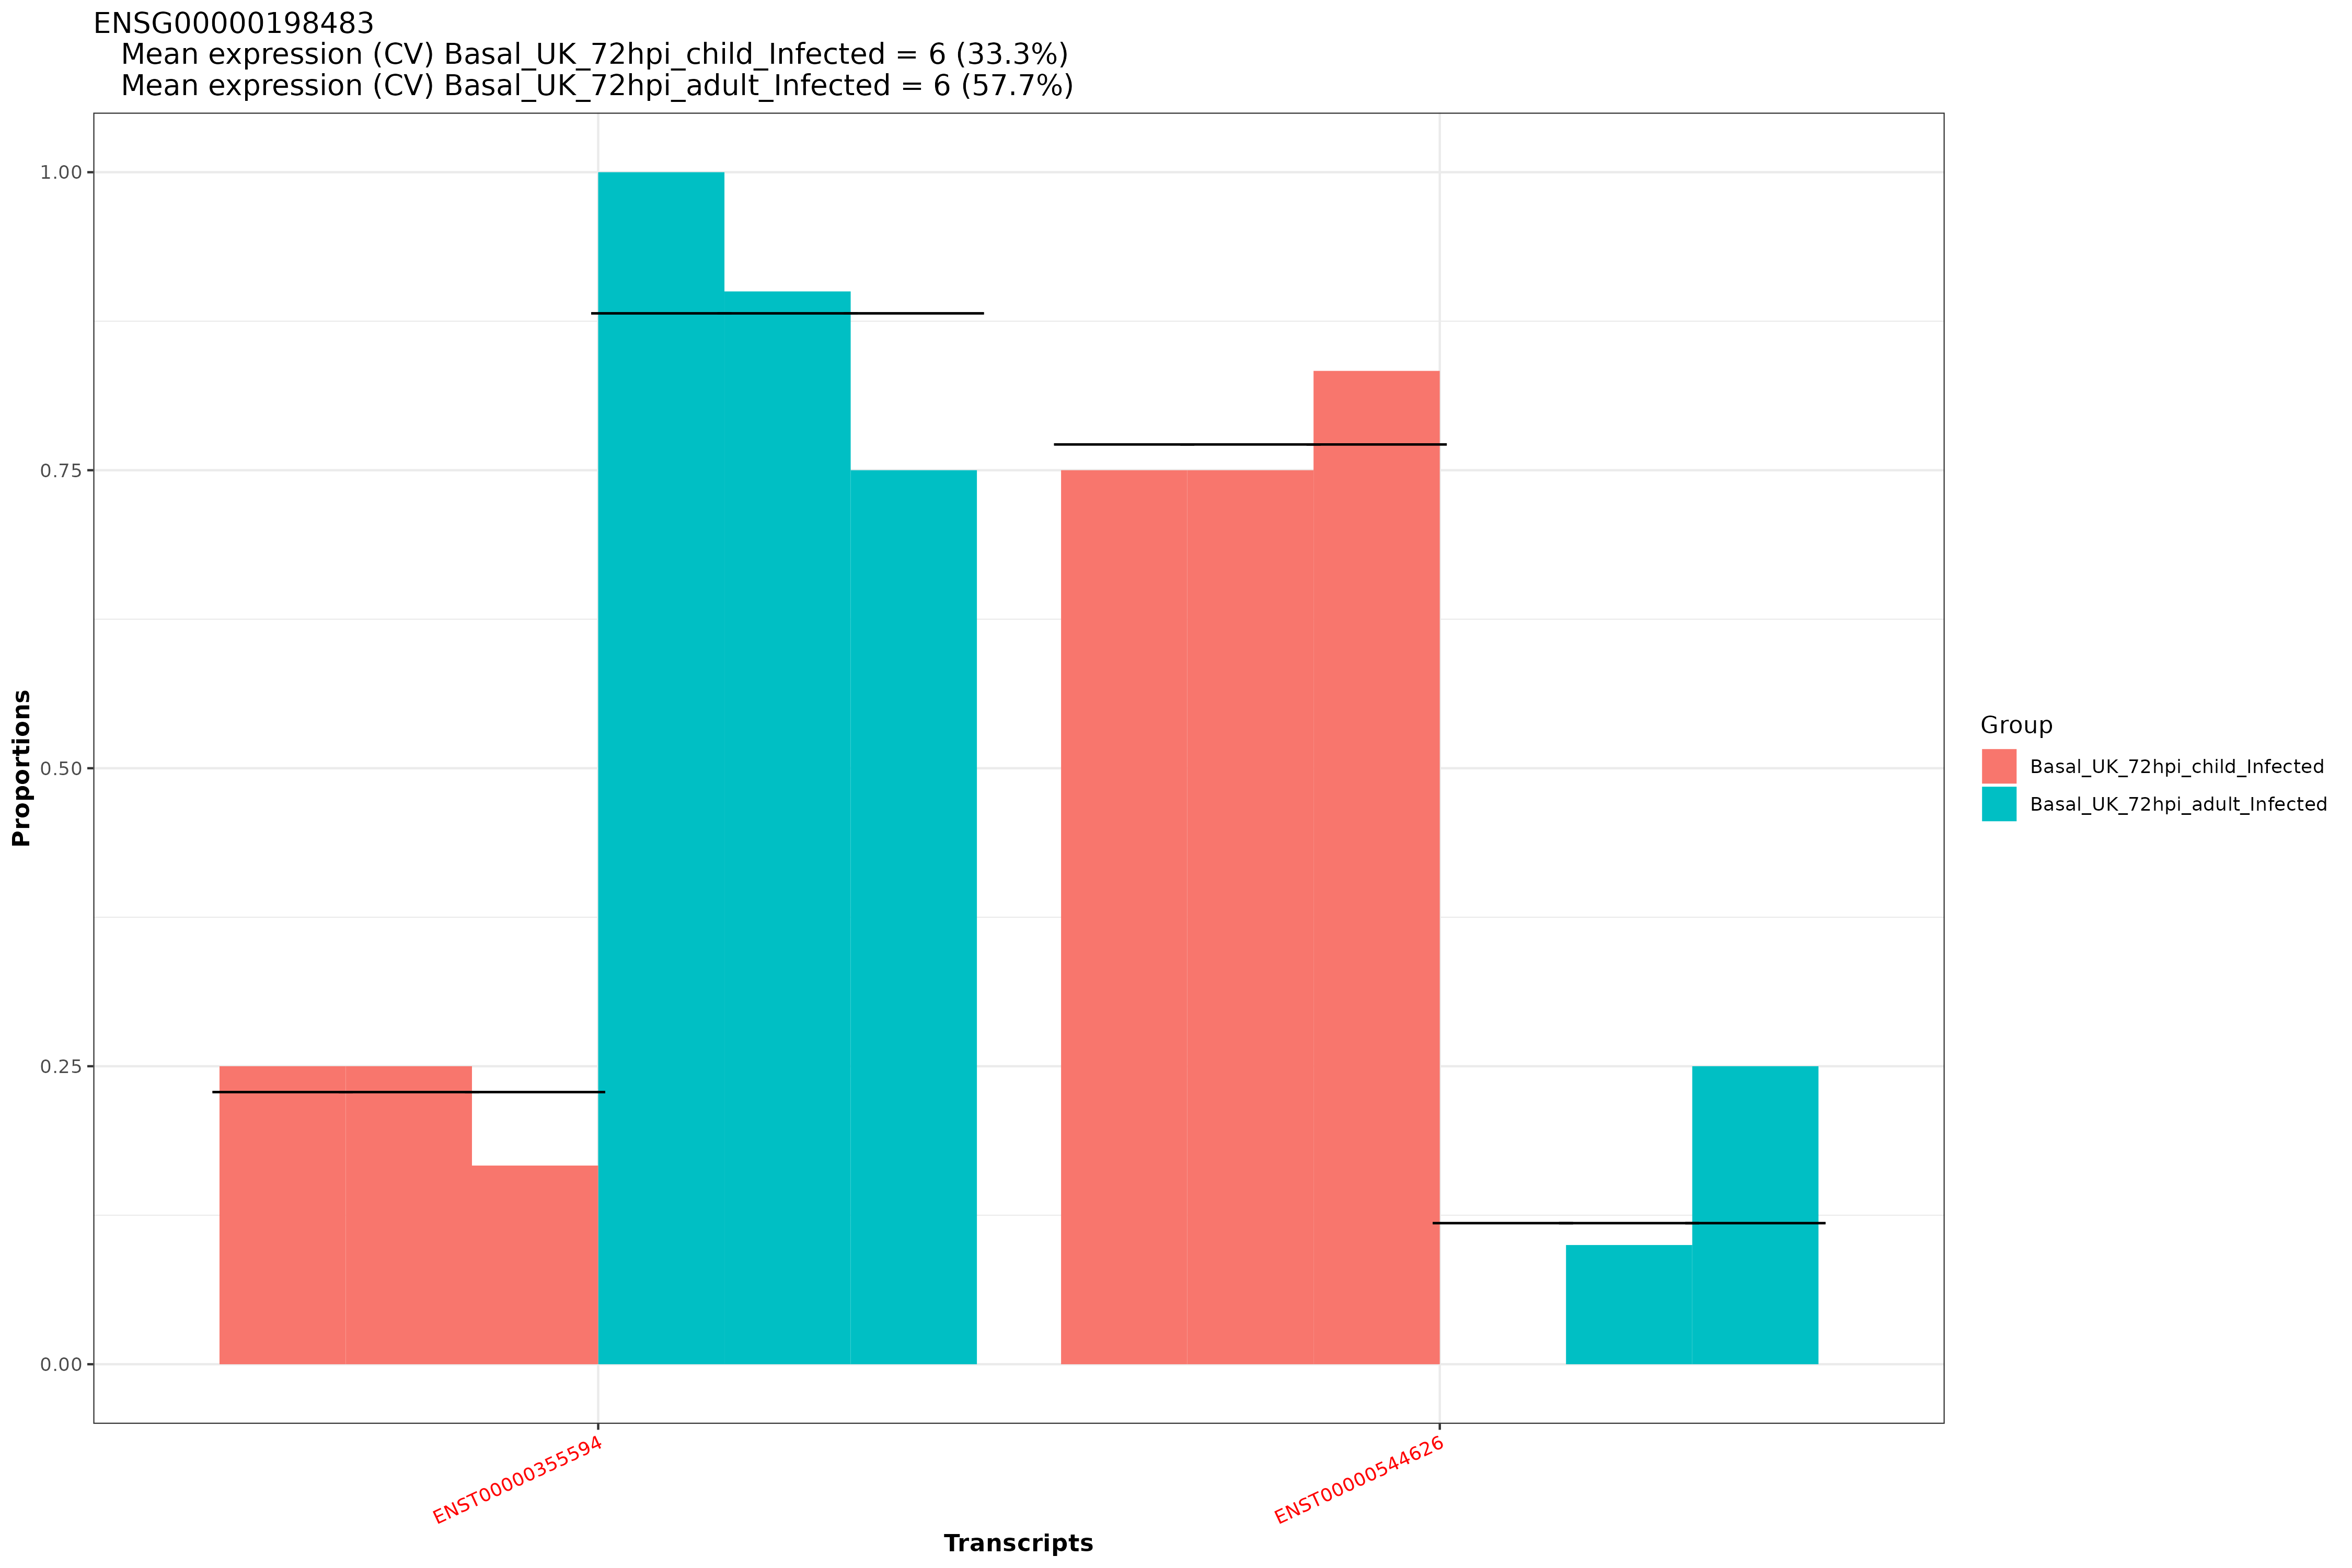 ENSG00000198483
Mean expression (CV) Basal_UK_72hpi_child_Infected = 6 (33.3%)
Mean expression (CV) Basal_UK_72hpi_adult_Infected = 6 (57.7%)
1.00
0.75
0.50
0.25
0.00
Proportions
ENST00000355594
ENST00000544626
Transcripts
Group
Basal_UK_72hpi_child_Infected
Basal_UK_72hpi_adult_Infected